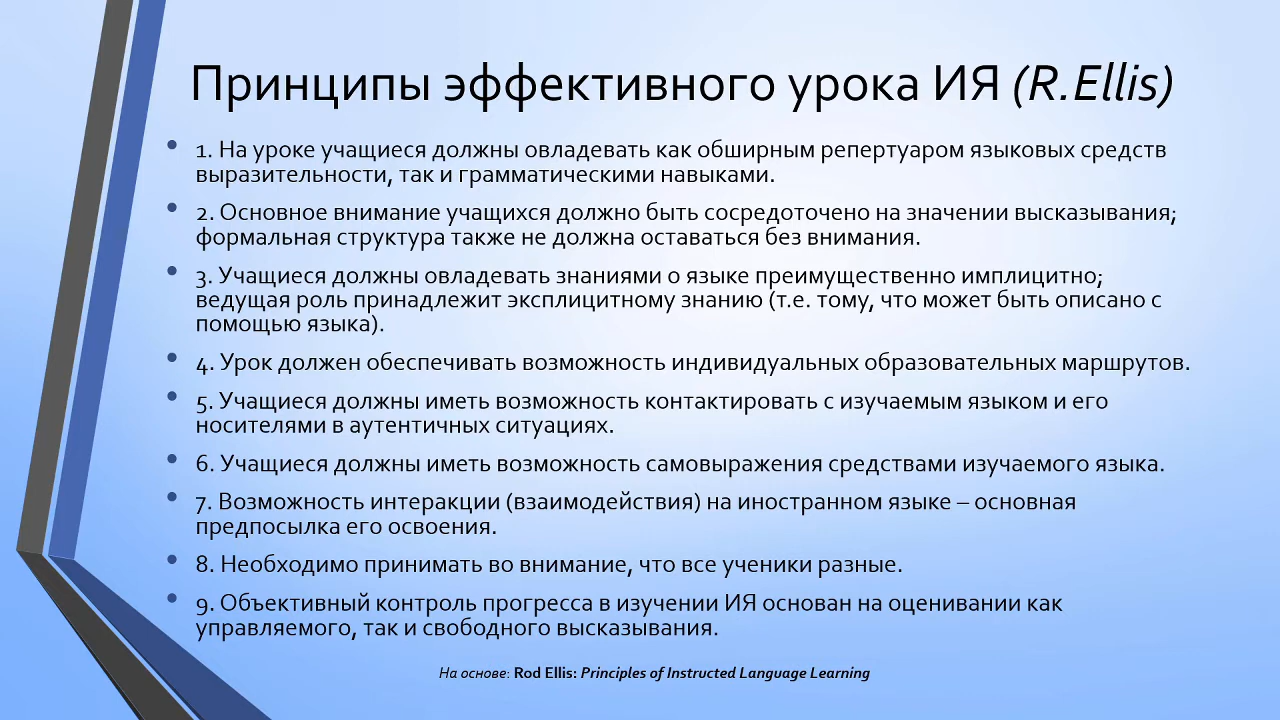 Принципы эффективного урока ИЯ (R.Ellis)
• 1. На уроке учащиеся должны овладевать как обширным репертуаром языковых средств
выразительности, так и грамматическими навыками.
• 2. Основное внимание учащихся должно быть сосредоточено на значении высказывания;
формальная структура также не должна оставаться без внимания.
• 3. Учащиеся должны овладевать знаниями о языке преимущественно имплицитно;
ведущая роль принадлежит эксплицитному знанию (т.е. тому, что может быть описано с
помощью языка).
• 4. Урок должен обеспечивать возможность индивидуальных образовательных маршрутов.
• 5. Учащиеся должны иметь возможность контактировать с изучаемым языком и его
носителями в аутентичных ситуациях.
• 6. Учащиеся должны иметь возможность самовыражения средствами изучаемого языка.
• 7. Возможность интеракции (взаимодействия) на иностранном языке – основная
предпосылка его освоения.
• 8. Необходимо принимать во внимание, что все ученики разные.
• 9. Объективный контроль прогресса в изучении ИЯ основан на оценивании как
управляемого, так и свободного высказывания.
На основе: Rod Ellis: Principles of Instructed Language Learning